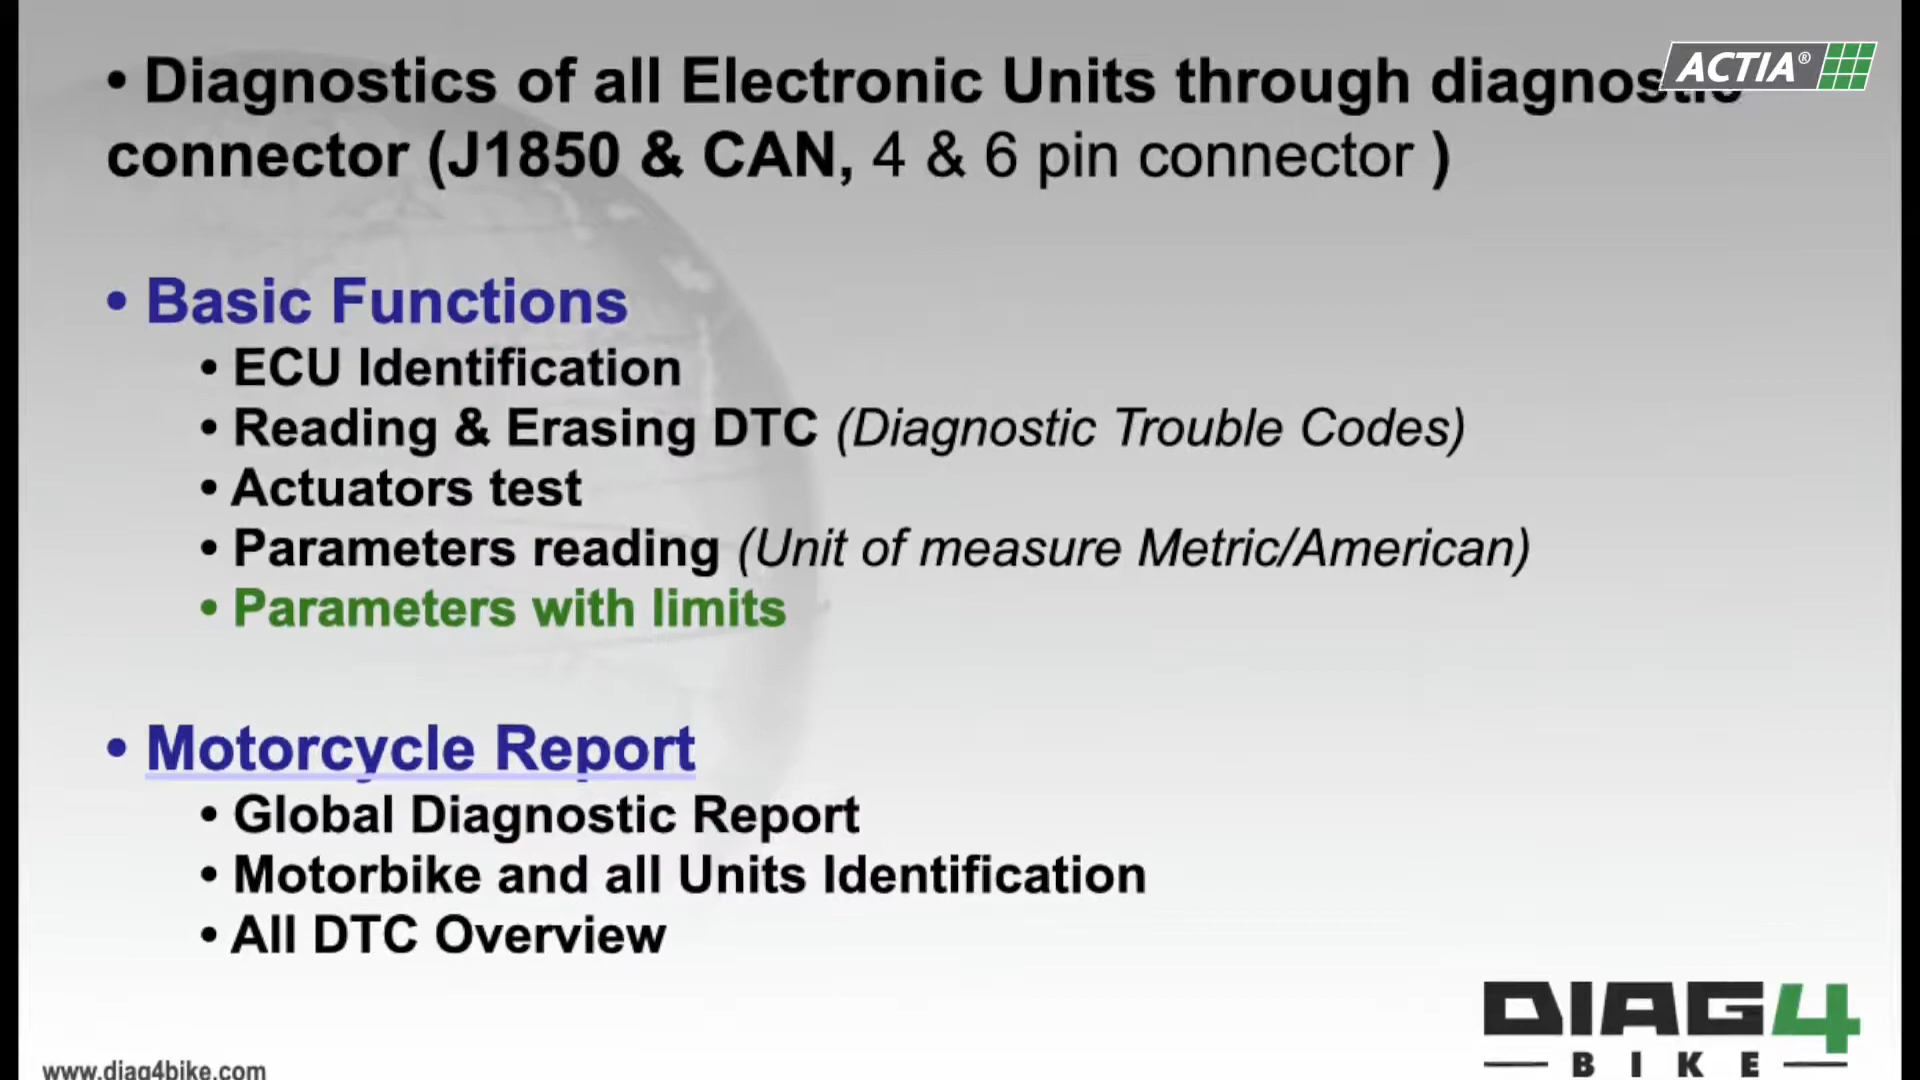 • Diagnostics of all Electronic Units through diagnostic
ACTIA®
connector (J1850 & CAN, 4 & 6 pin connector )
• Basic Functions
• ECU Identification
• Reading & Erasing DTC (Diagnostic Trouble Codes)
• Actuators test
• Parameters reading (Unit of measure Metric/American)
• Parameters with limits
• Motorcycle Report
• Global Diagnostic Report
• Motorbike and all Units Identification
• All DTC Overview
DIAG4
BIKE
www.diag4bike.com